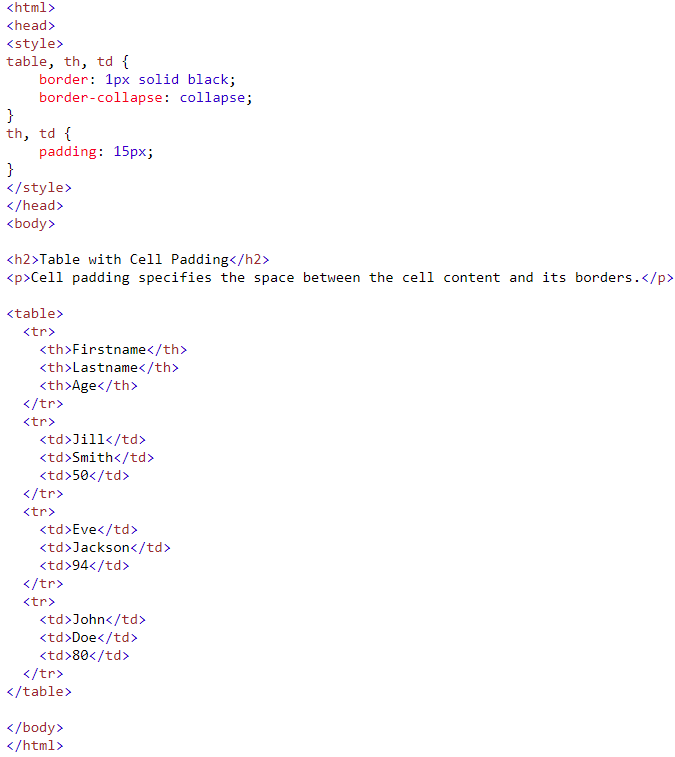 <html>
<head>
<style>
table, th, td {
    border: 1px solid black;
    border-collapse: collapse;
}
th, td {
    padding: 15px;
}
</style>
</head>
<body>

<h2>Table with Cell Padding</h2>
<p>Cell padding specifies the space between the cell content and its borders.</p>

<table>
  <tr>
    <th>Firstname</th>
    <th>Lastname</th>
    <th>Age</th>
  </tr>
  <tr>
    <td>Jill</td>
    <td>Smith</td>
    <td>50</td>
  </tr>
  <tr>
    <td>Eve</td>
    <td>Jackson</td>
    <td>94</td>
  </tr>
  <tr>
    <td>John</td>
    <td>Doe</td>
    <td>80</td>
  </tr>
</table>

</body>
</html>